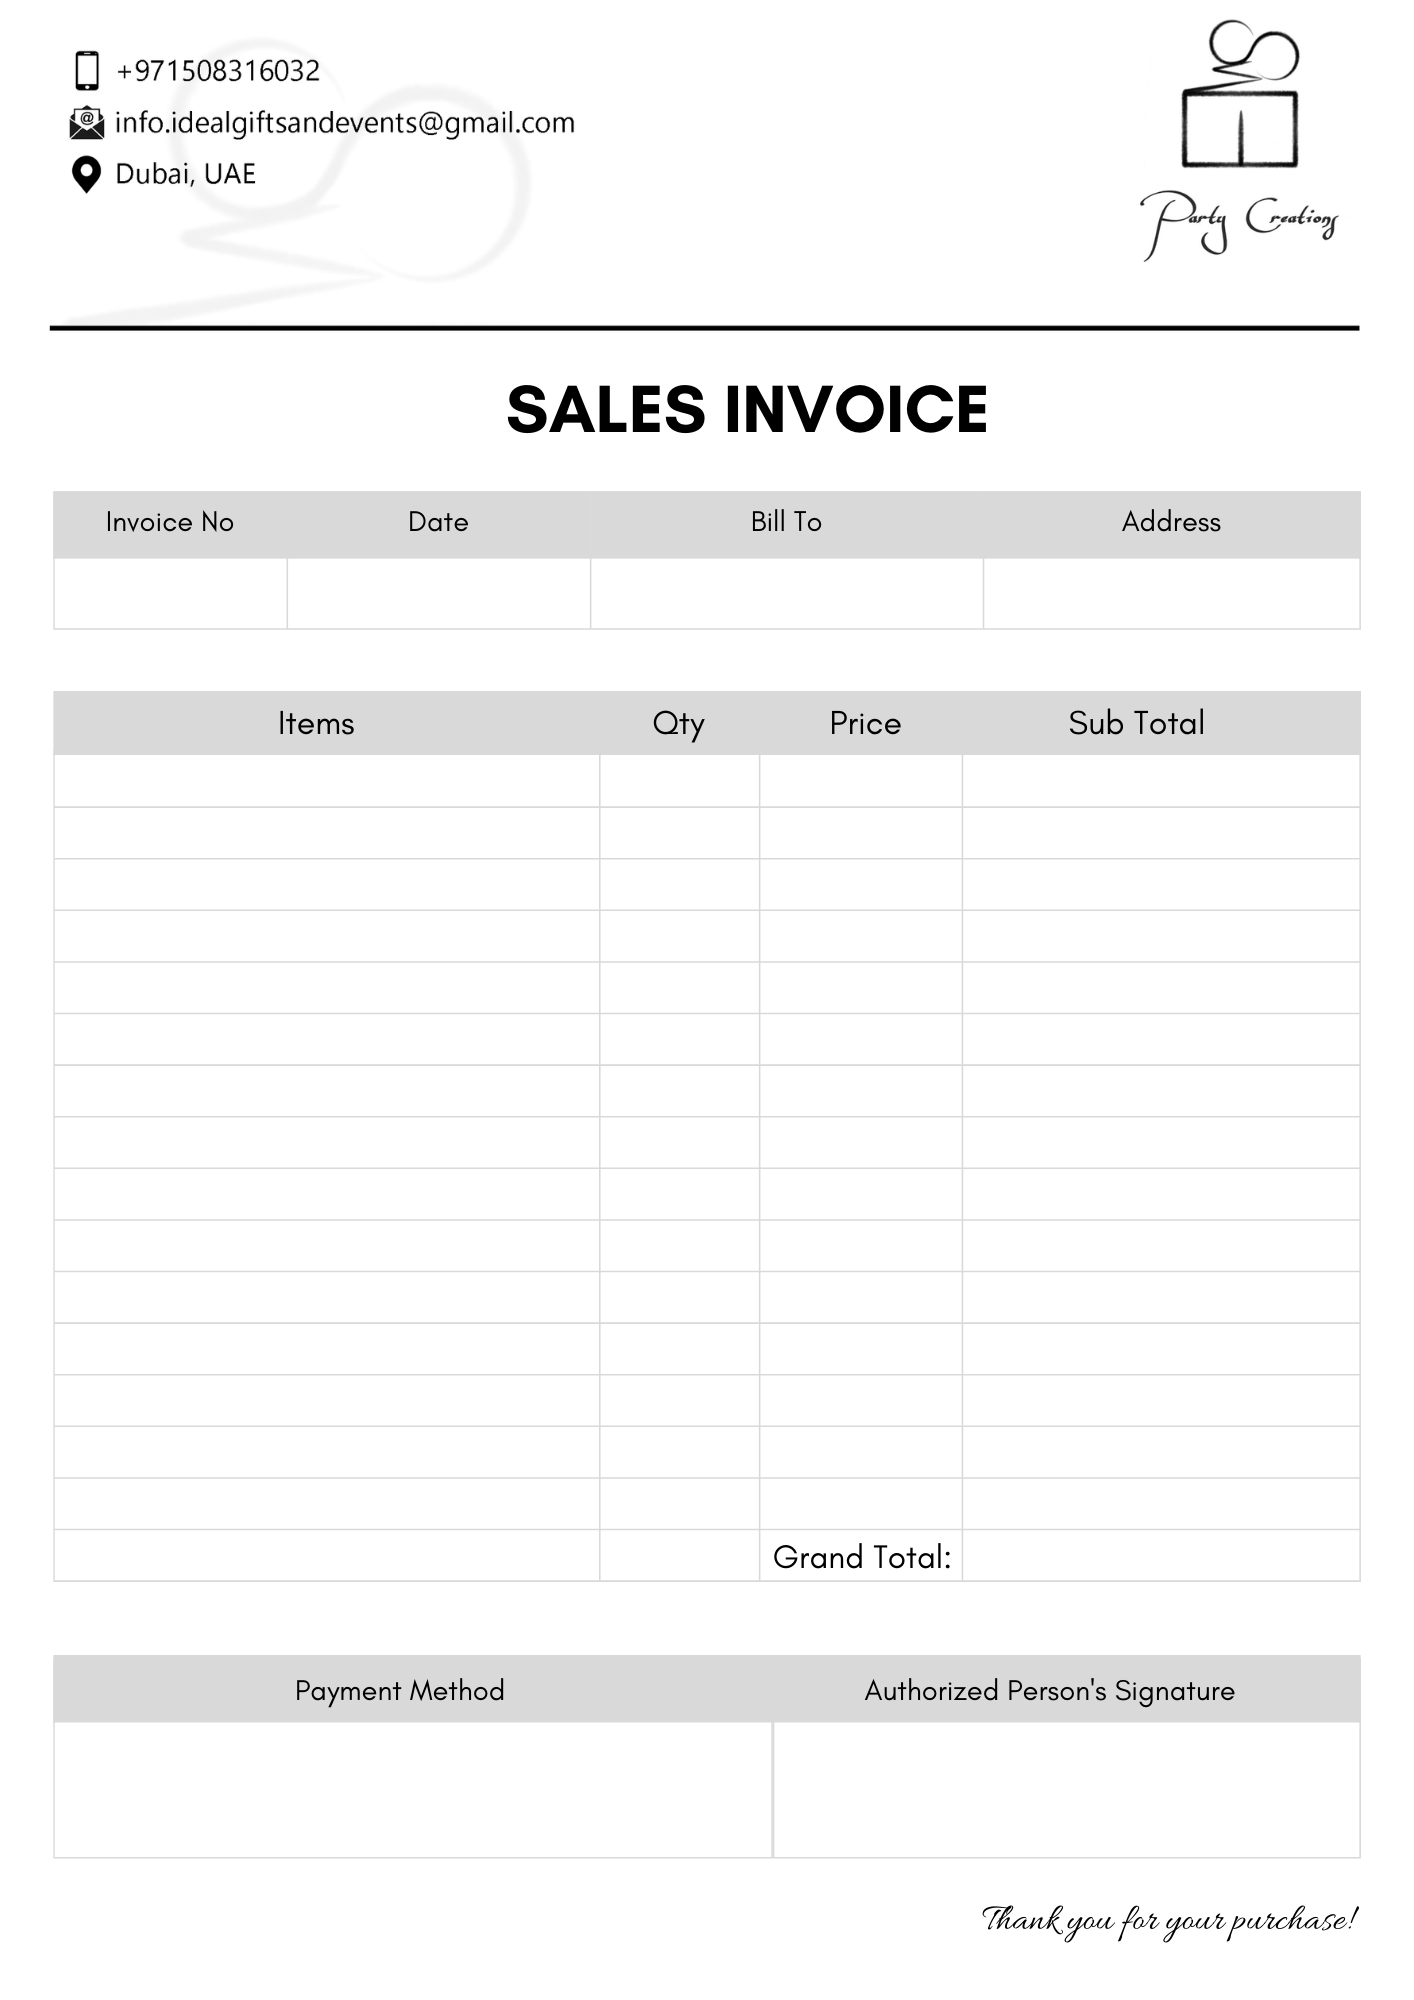 +971508316032
info.idealgiftsandevents@gmail.com
Dubai, UAE
Party Creations
SALES INVOICE
Invoice No Date Bill To Address
Items Qty Price Sub Total
Grand Total:
Payment Method Authorized Person's Signature
Thank you for your purchase!